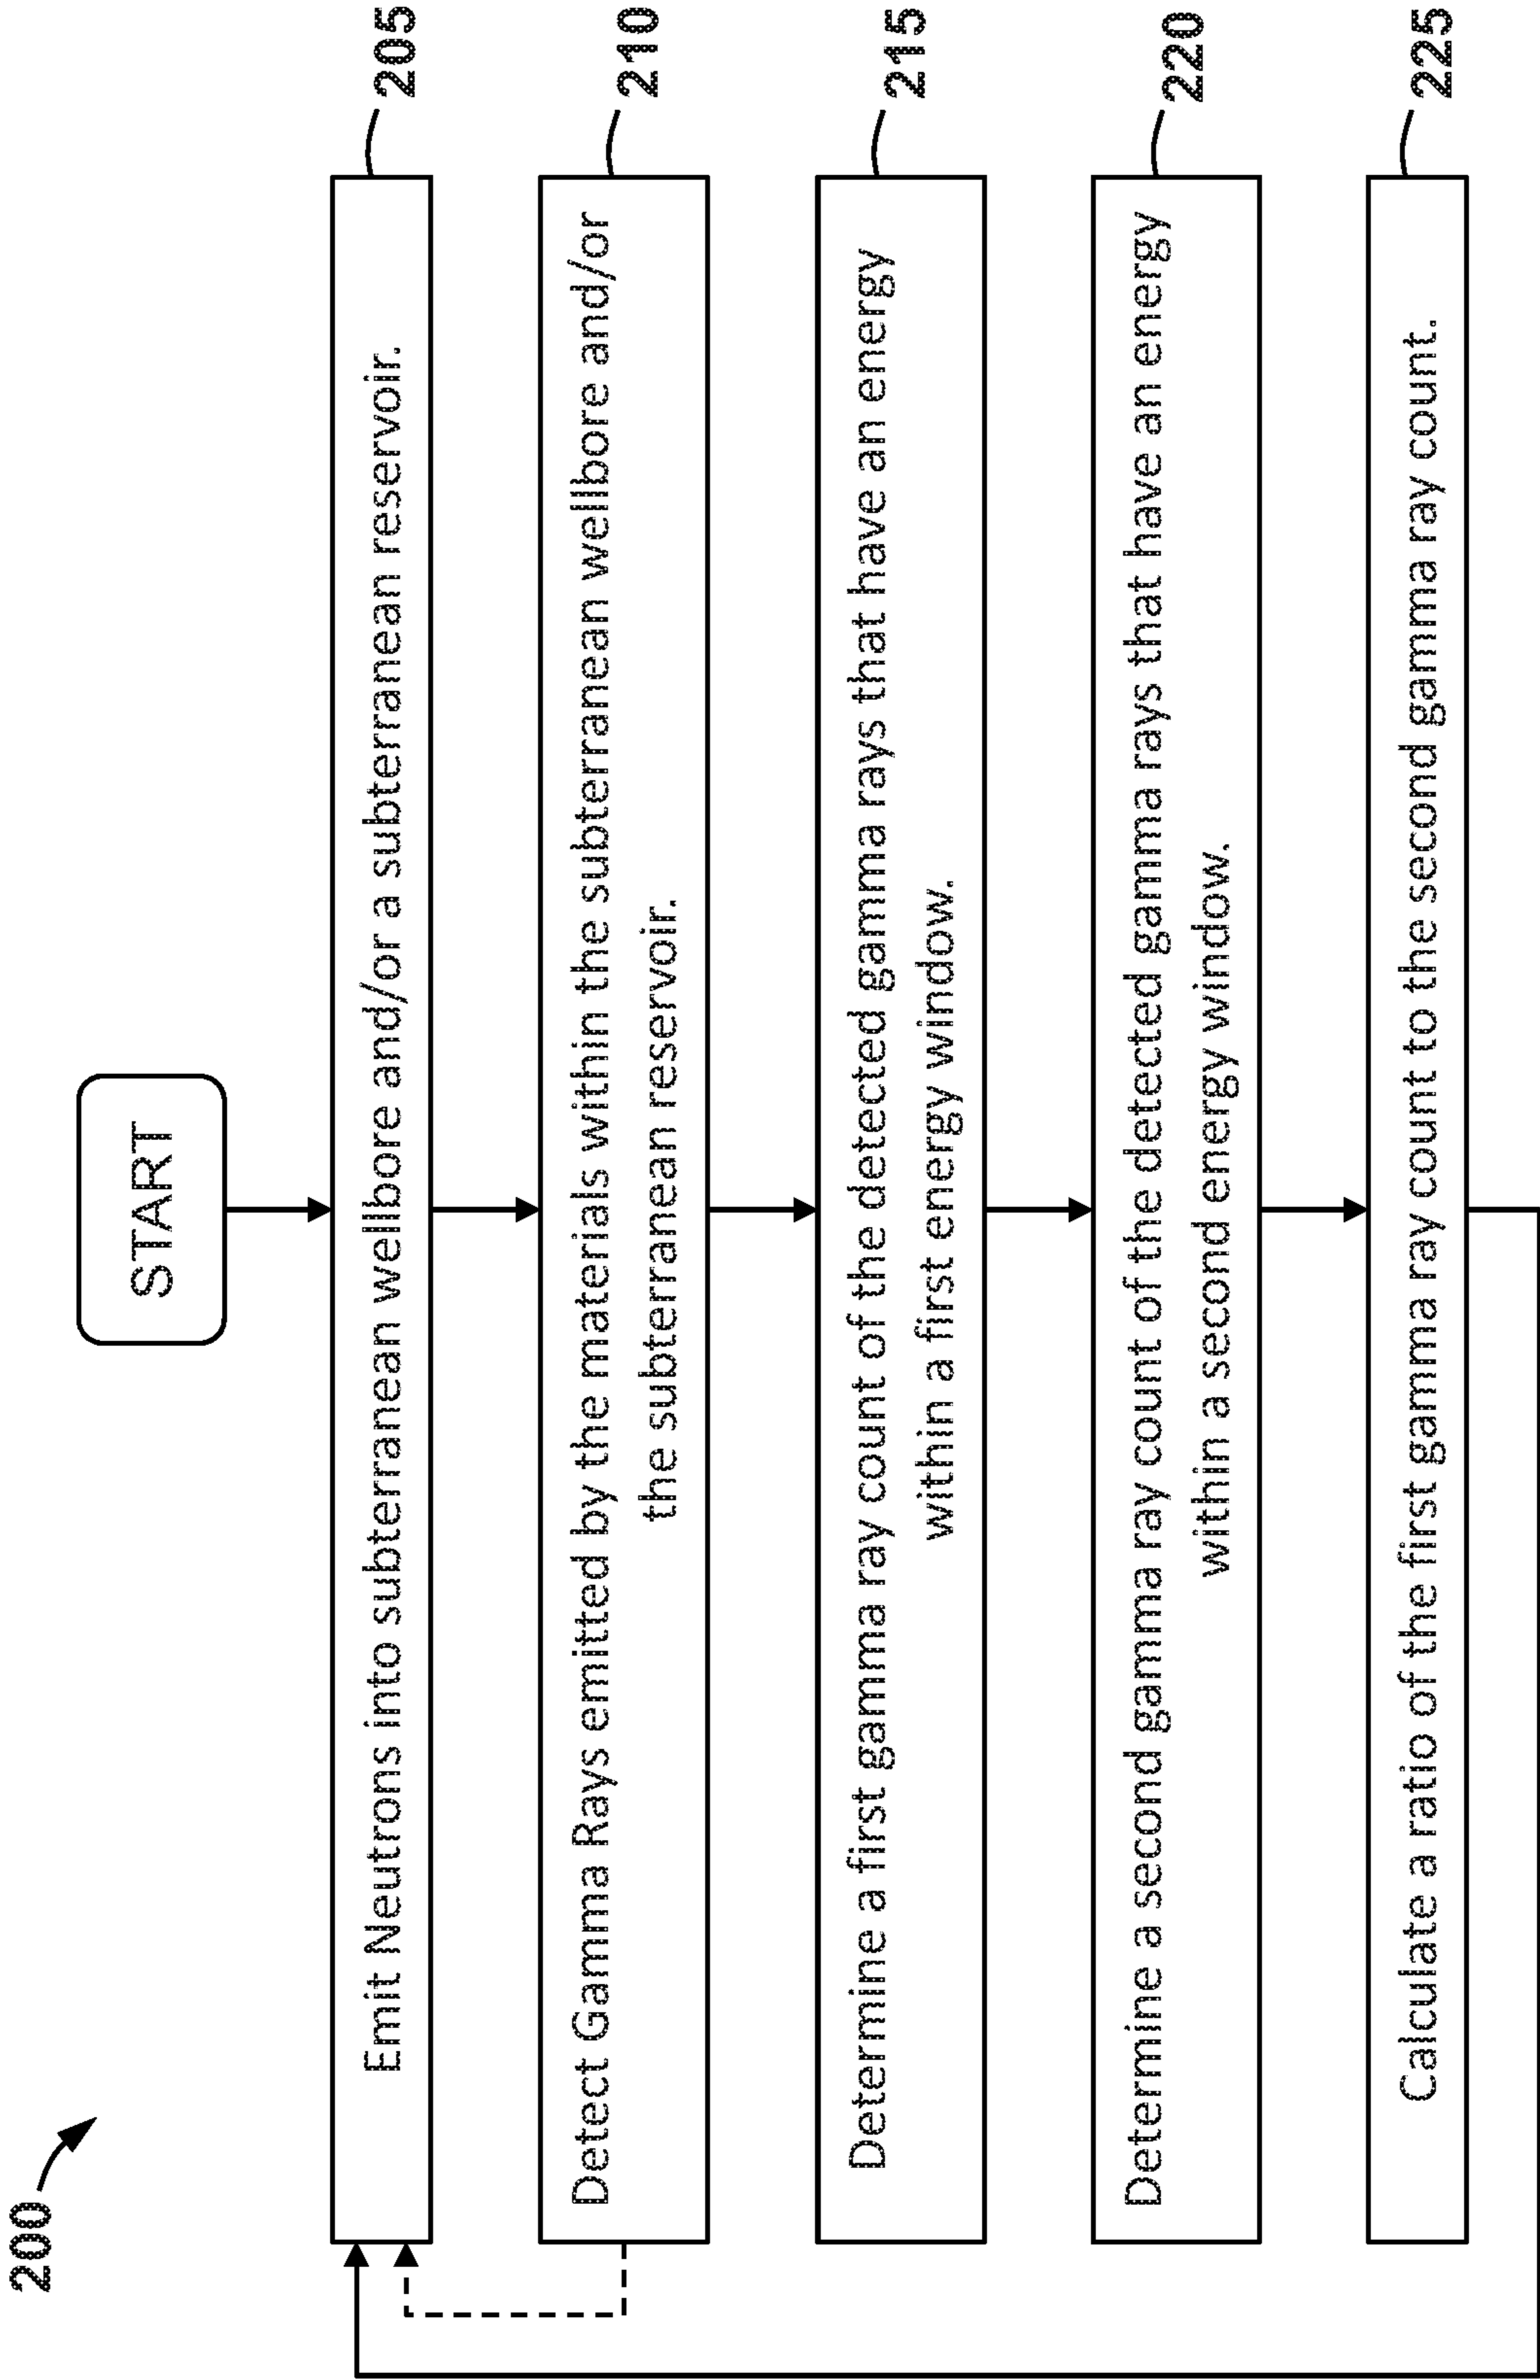 200
START
Emit Neutrons into subterranean wellbore and/or a subterranean reservoir.
205
Detect Gamma Rays emitted by the materials within the subterranean wellbore and/or
the subterranean reservoir.
210
Determine a first gamma ray count of the detected gamma rays that have an energy
within a first energy window.
215
Determine a second gamma ray count of the detected gamma rays that have an energy
within a second energy window.
220
Calculate a ratio of the first gamma ray count to the second gamma ray count.
225